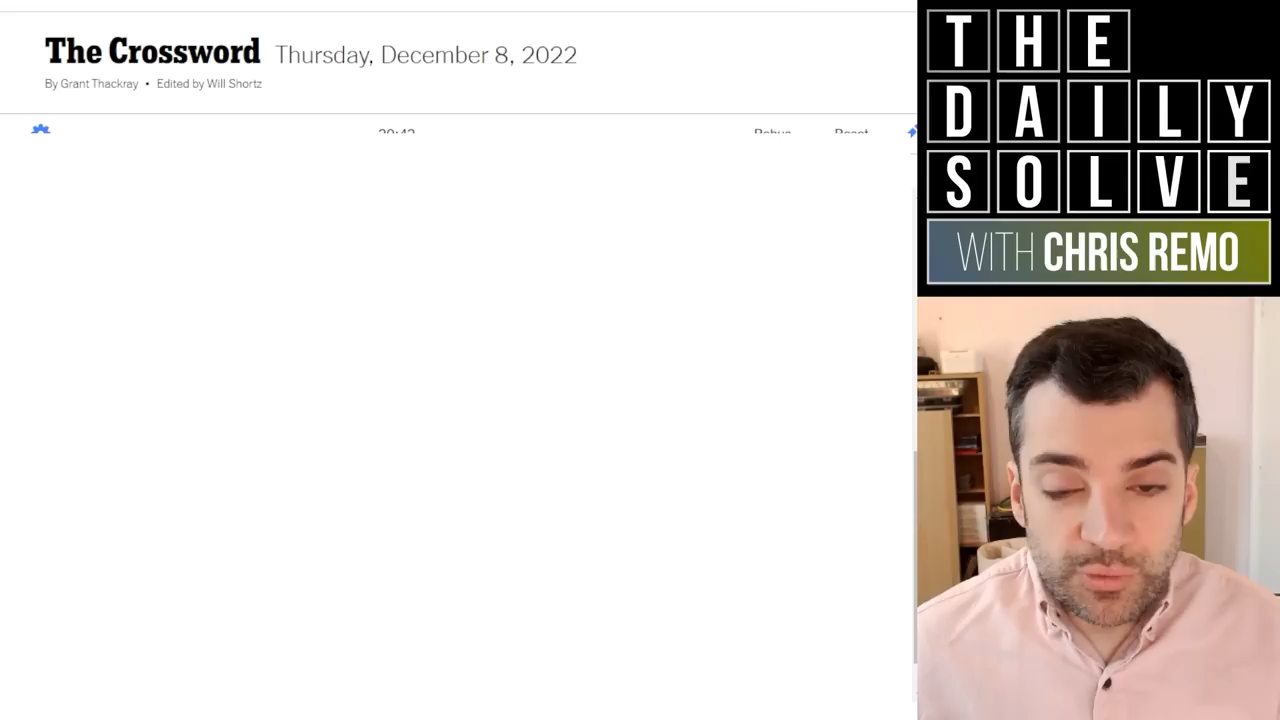 The Crossword Thursday, December 8, 2022
By Grant Thackray • Edited by Will Shortz
THE
DAILY
SOLVE
WITH CHRIS REMO